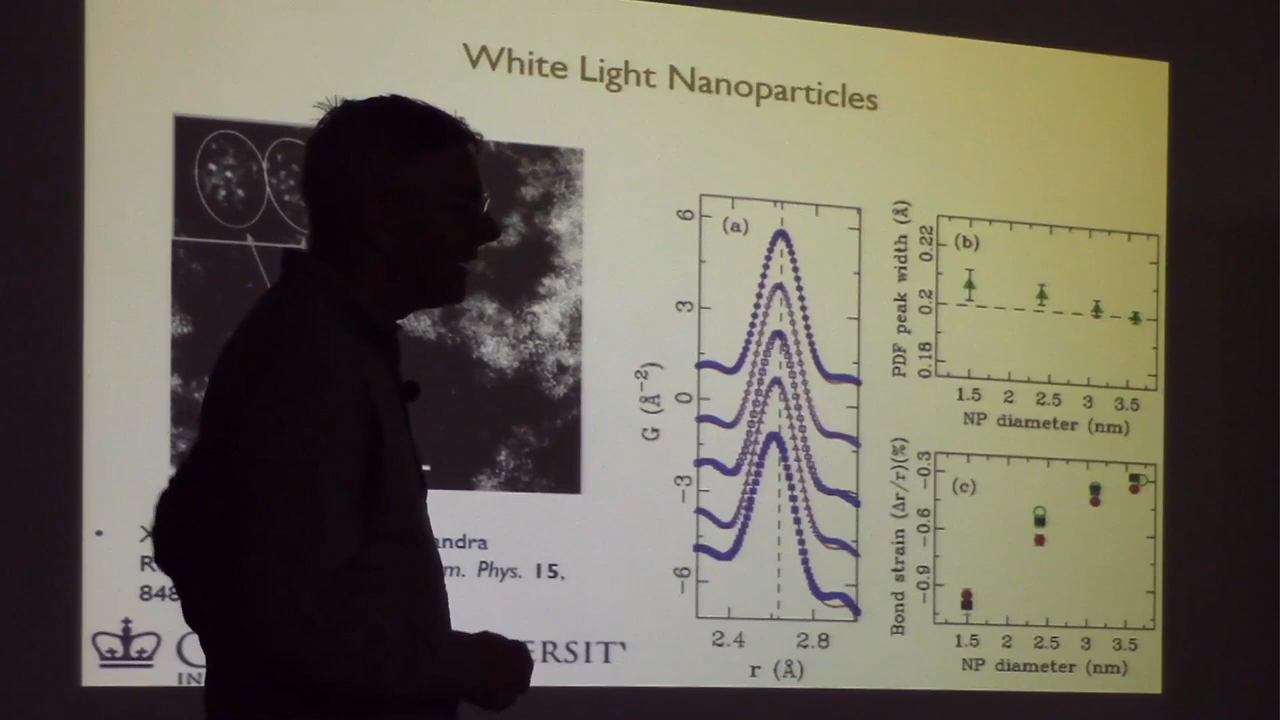 White Light Nanoparticles
(a)
6
3
0
−3
−6
G (Å⁻²)
2.4 2.8
r (Å)
(b)
PDF peak width (Å)
0.22
0.2
0.18
1.5 2 2.5 3 3.5
NP diameter (nm)
(c)
Bond strain (Δr/r)(%)
−0.3
−0.6
−0.9
1.5 2 2.5 3 3.5
NP diameter (nm)
• X andra
R m. Phys. 15,
848
C ERSIT
IN